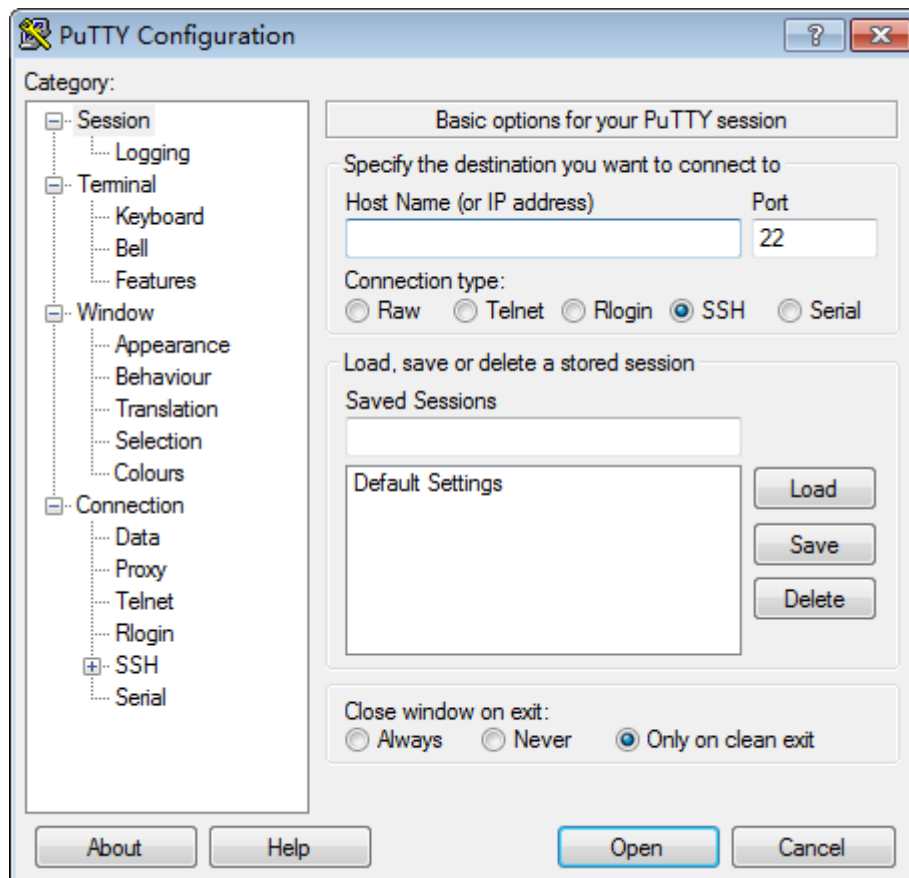 PuTTY Configuration
Category:
Session
Logging
Terminal
Keyboard
Bell
Features
Window
Appearance
Behaviour
Translation
Selection
Colours
Connection
Data
Proxy
Telnet
Rlogin
SSH
Serial
Basic options for your PuTTY session
Specify the destination you want to connect to
Host Name (or IP address) Port
22
Connection type:
Raw Telnet Rlogin SSH Serial
Load, save or delete a stored session
Saved Sessions
Default Settings
Load
Save
Delete
Close window on exit:
Always Never Only on clean exit
About Help Open Cancel